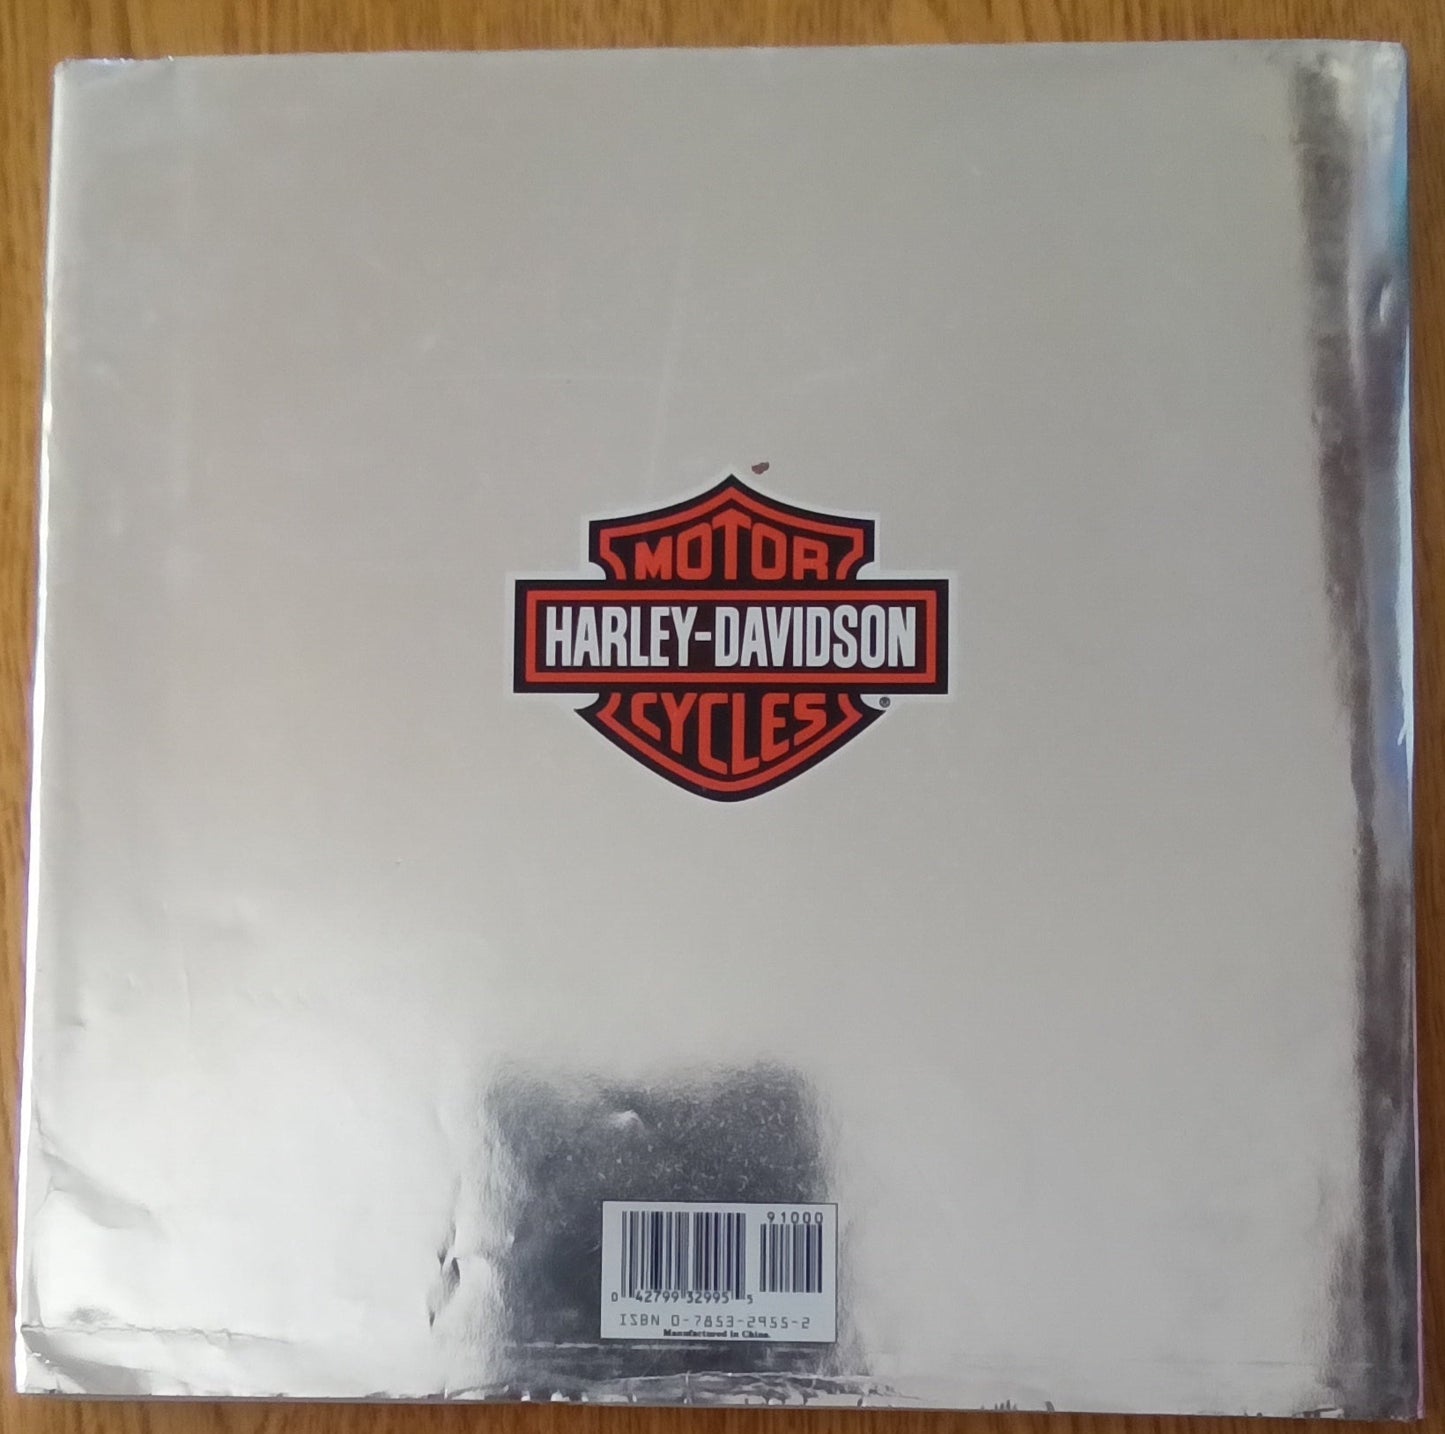 MOTOR
HARLEY-DAVIDSON
CYCLES
®
91000
0 42799 32995 5
ISBN 0-7853-2955-2
Manufactured in China.